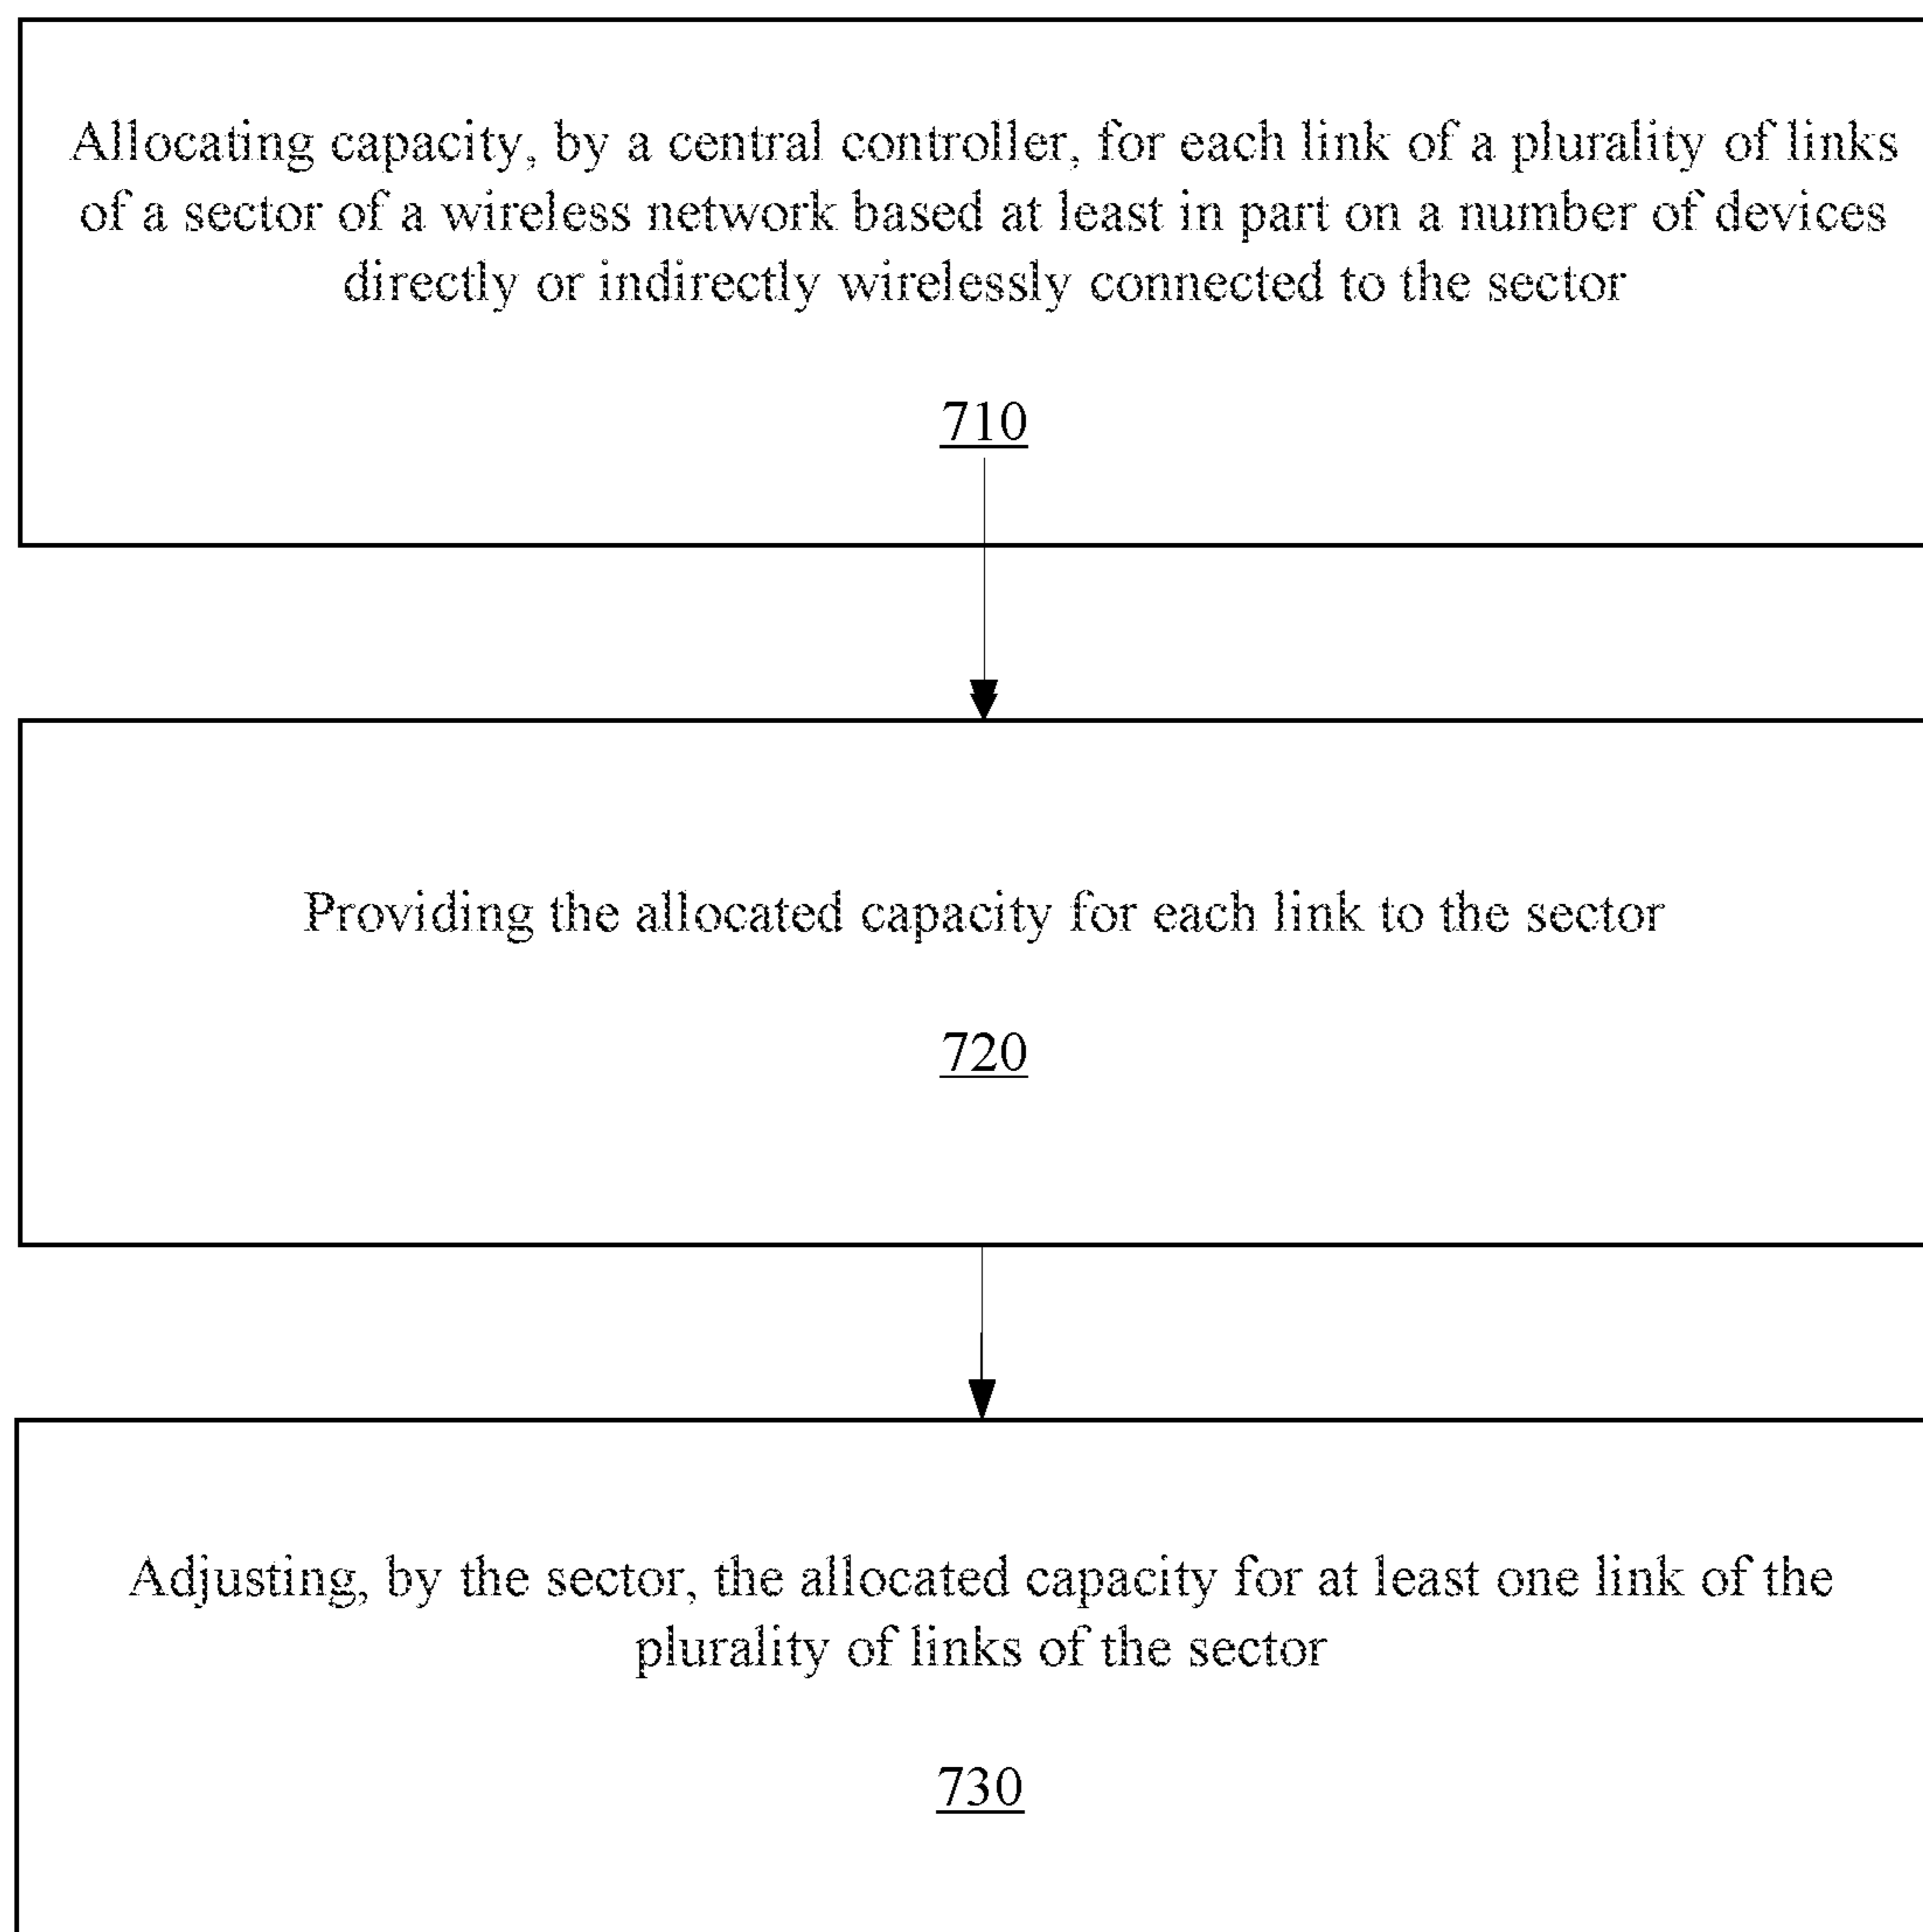 Allocating capacity, by a central controller, for each link of a plurality of links
of a sector of a wireless network based at least in part on a number of devices
directly or indirectly wirelessly connected to the sector
710
Providing the allocated capacity for each link to the sector
720
Adjusting, by the sector, the allocated capacity for at least one link of the
plurality of links of the sector
730